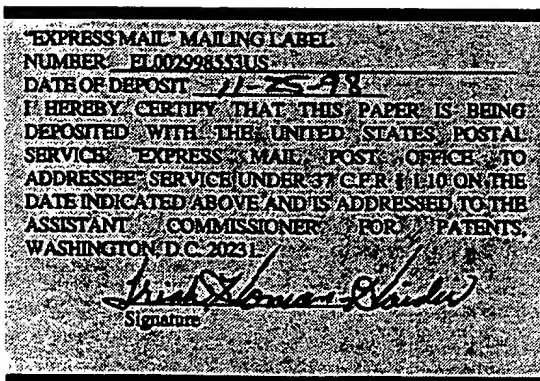 "EXPRESS MAIL" MAILING LABEL
NUMBER EL002998553US
DATE OF DEPOSIT 11-25-98
I HEREBY CERTIFY THAT THIS PAPER IS BEING
DEPOSITED WITH THE UNITED STATES POSTAL
SERVICE "EXPRESS MAIL POST OFFICE TO
ADDRESSEE" SERVICE UNDER 37 C.F.R. § 1.10 ON THE
DATE INDICATED ABOVE AND IS ADDRESSED TO THE
ASSISTANT COMMISSIONER FOR PATENTS,
WASHINGTON, D.C. 20231.
Signature